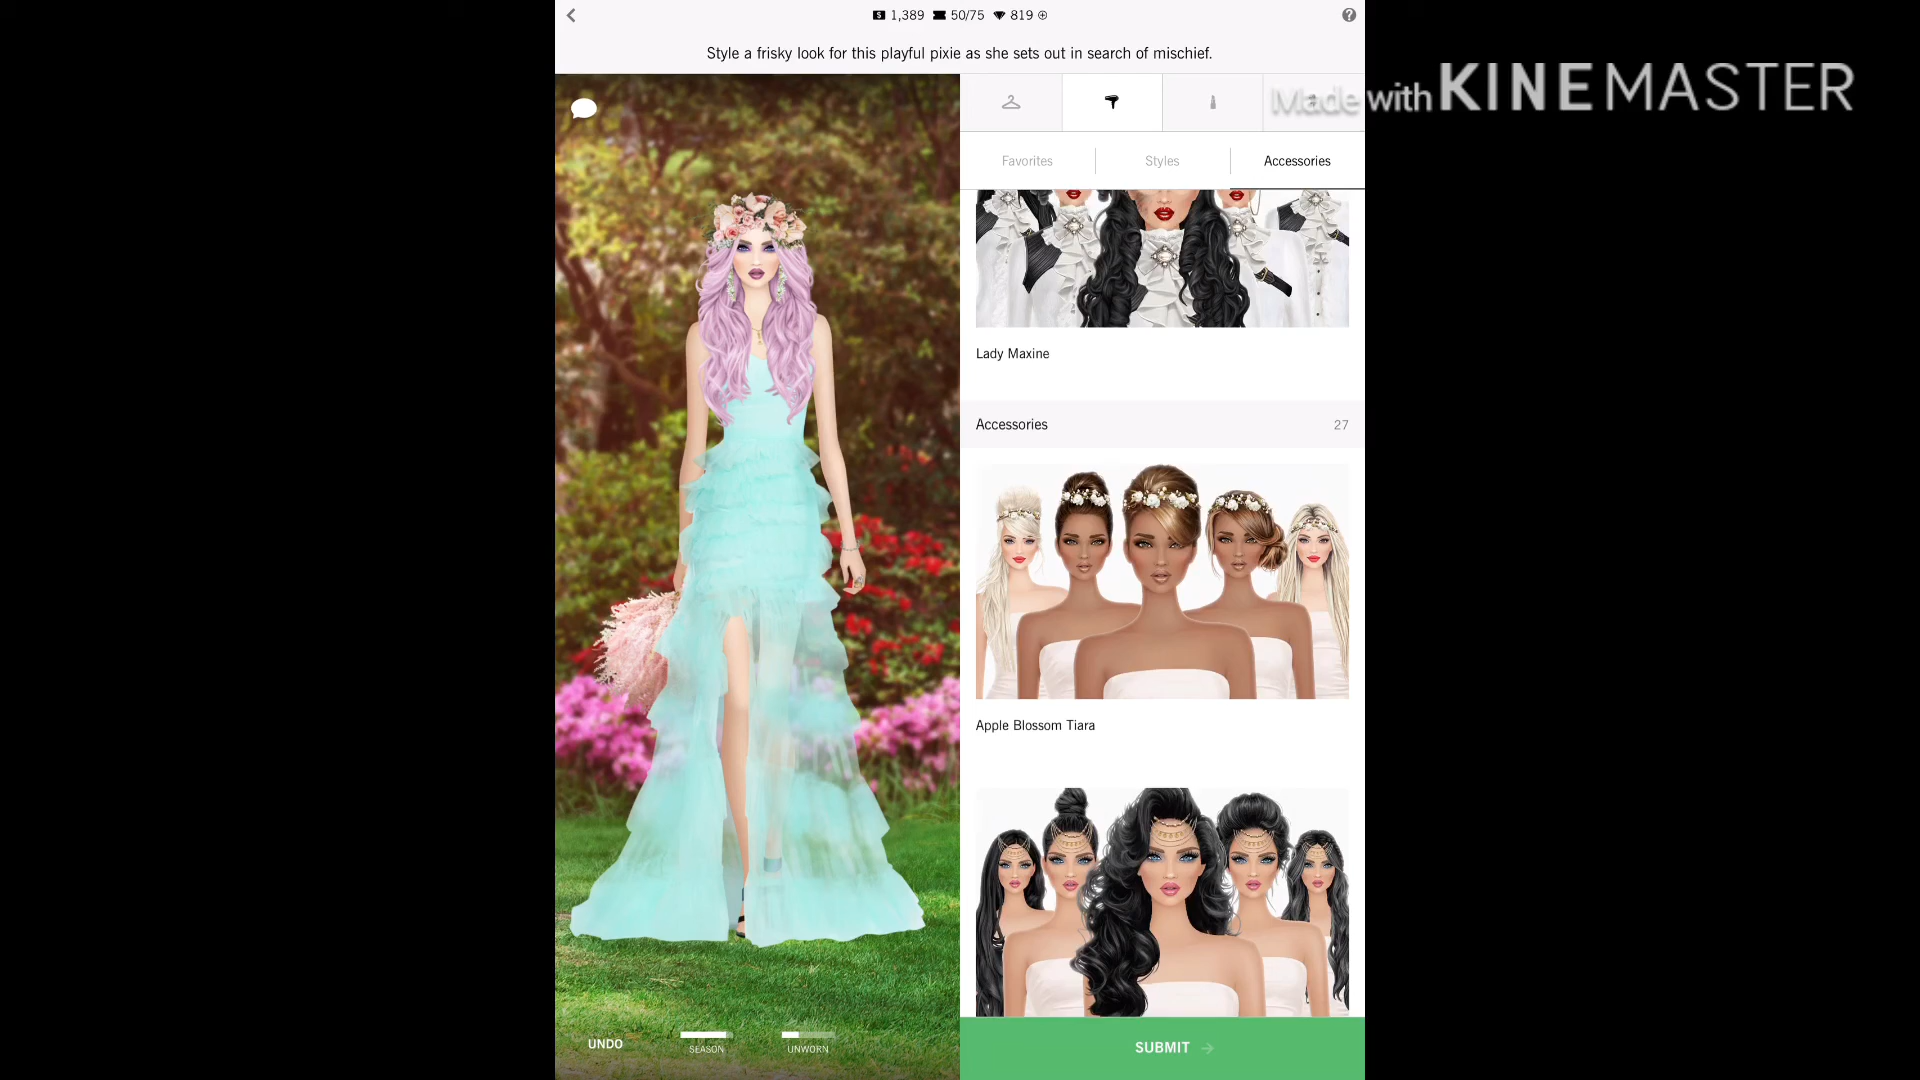 1,389 50/75 819
Style a frisky look for this playful pixie as she sets out in search of mischief.
Made with KINEMASTER
Favorites Styles Accessories
Lady Maxine
Accessories 27
Apple Blossom Tiara
UNDO SEASON UNWORN
SUBMIT